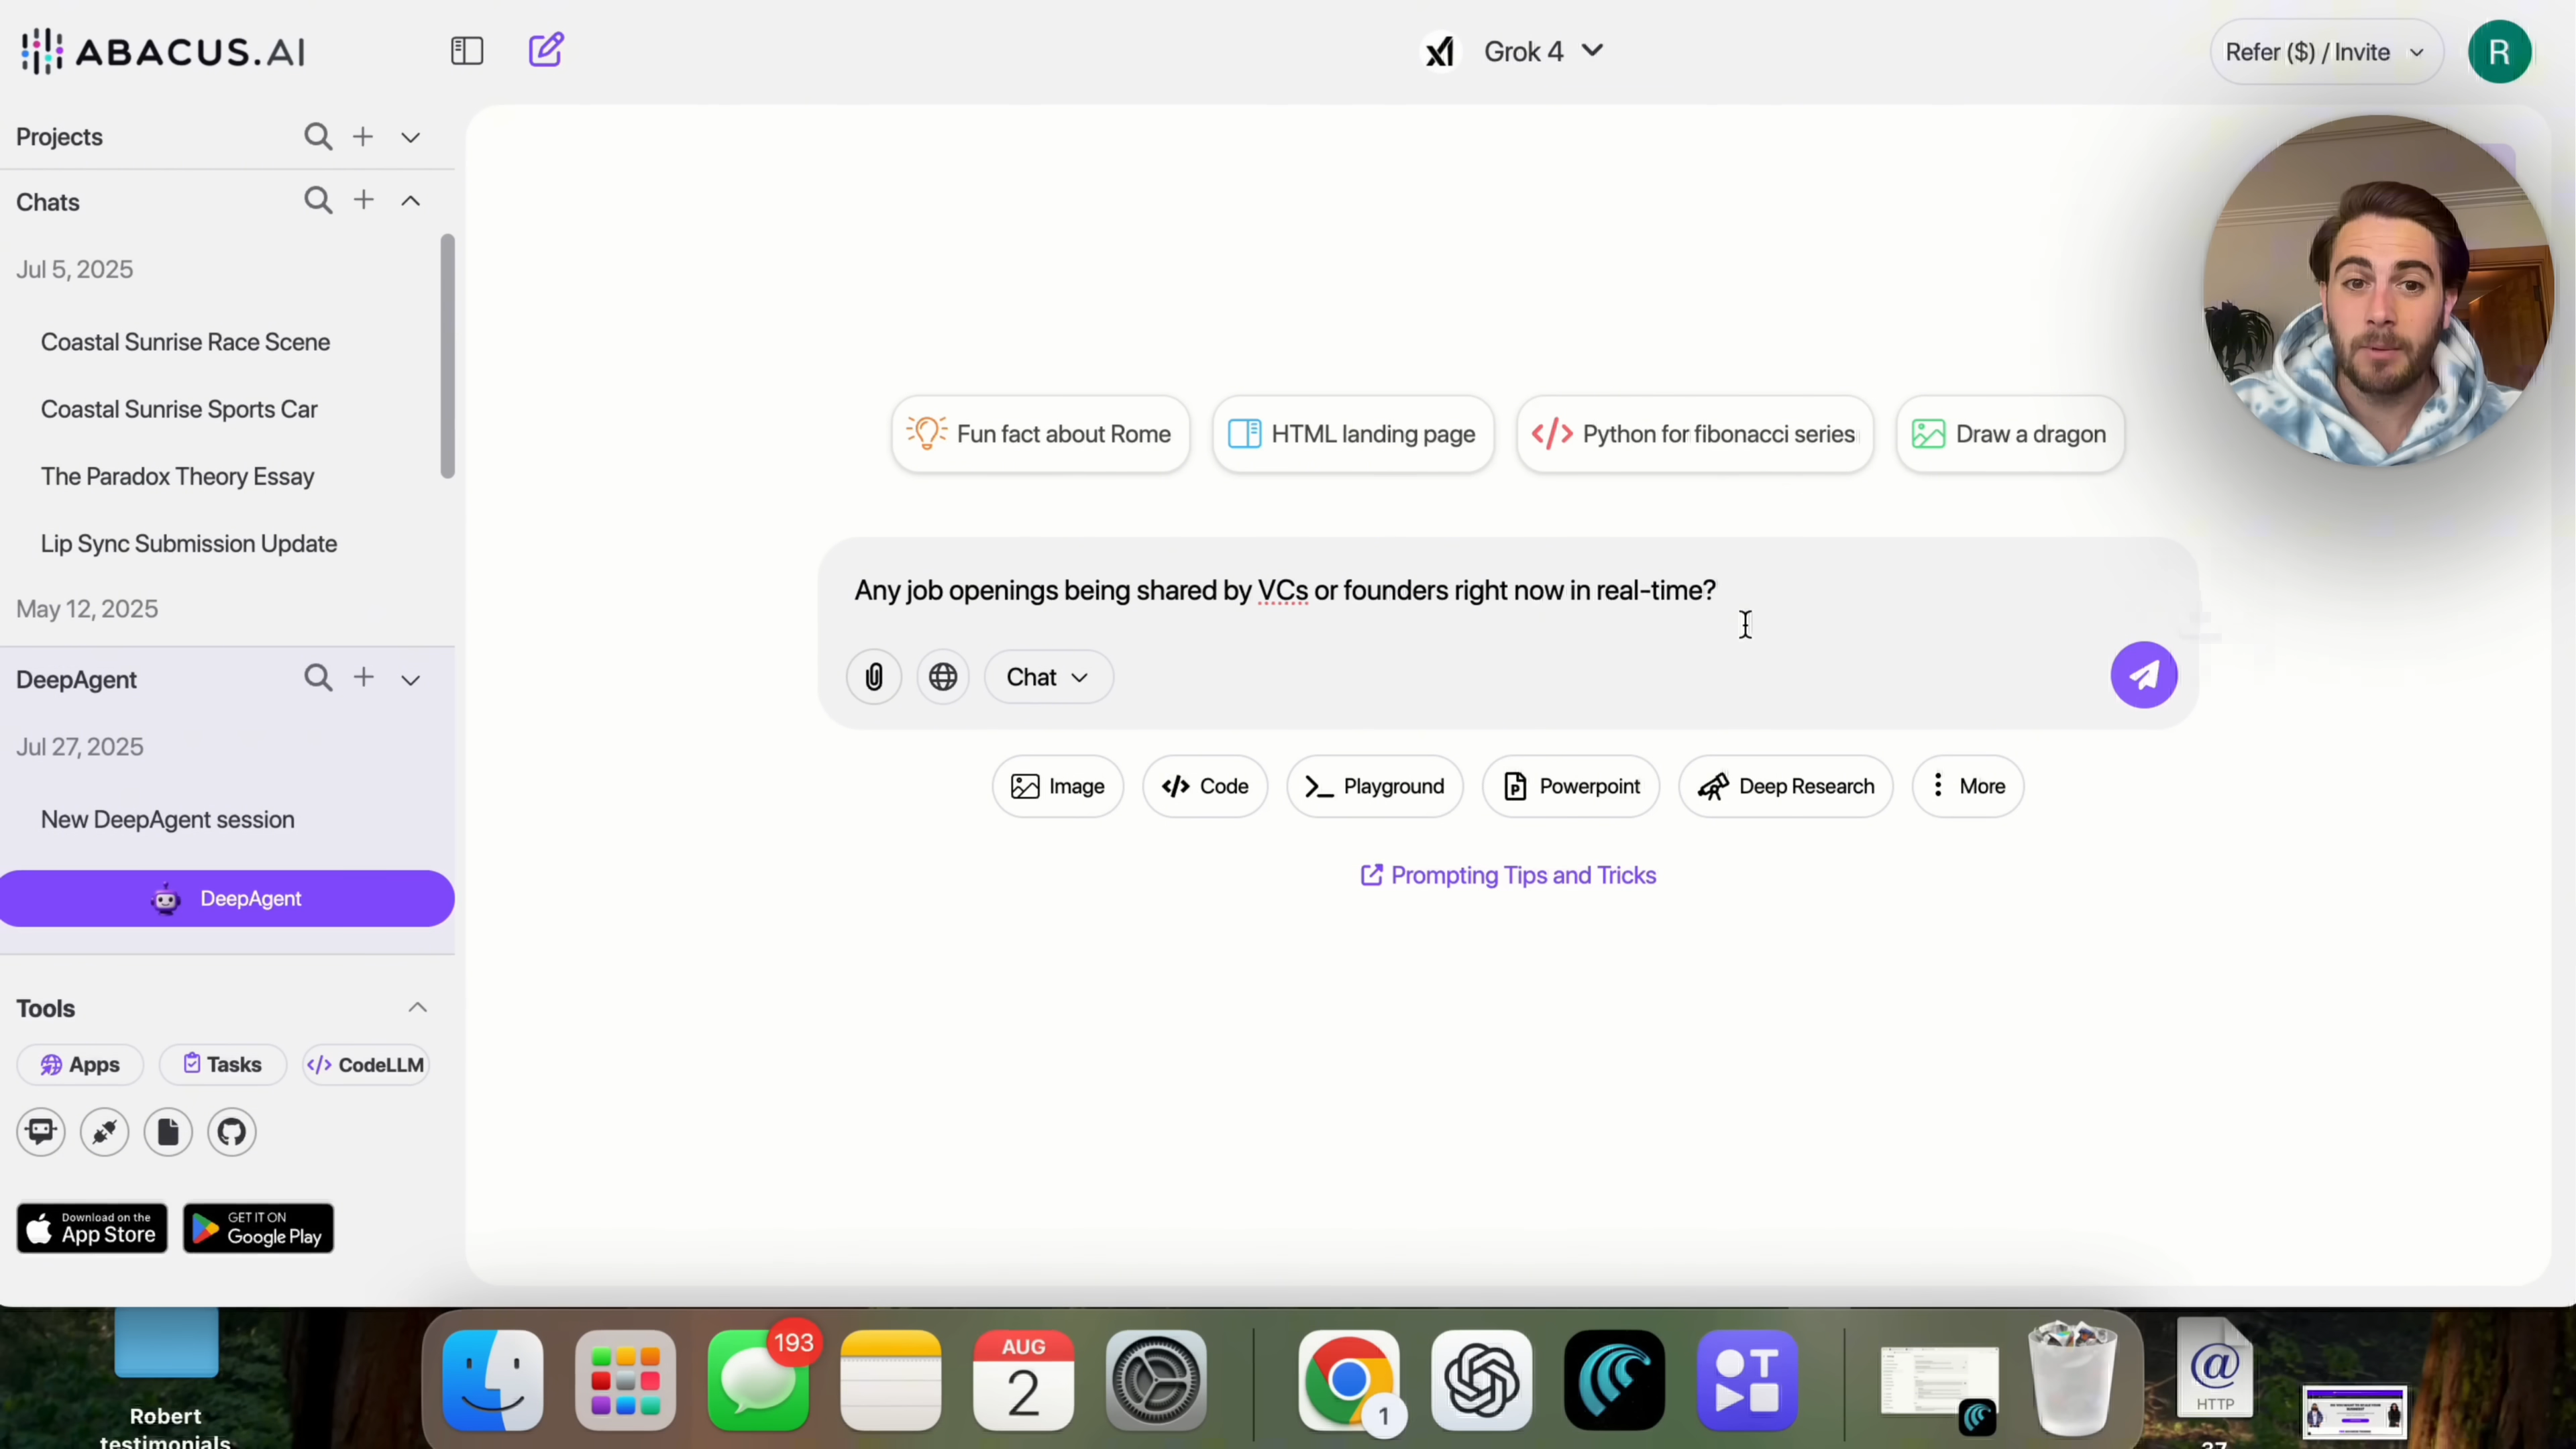 ABACUS.AI
Grok 4
Refer ($) / Invite
R
Projects
Chats
Jul 5, 2025
Coastal Sunrise Race Scene
Coastal Sunrise Sports Car
The Paradox Theory Essay
Lip Sync Submission Update
May 12, 2025
DeepAgent
Jul 27, 2025
New DeepAgent session
DeepAgent
Tools
Apps
Tasks
</> CodeLLM
Download on the
App Store
GET IT ON
Google Play
Fun fact about Rome
HTML landing page
</> Python for fibonacci series
Draw a dragon
Any job openings being shared by VCs or founders right now in real-time?
Chat
Image
</> Code
>_ Playground
Powerpoint
Deep Research
More
Prompting Tips and Tricks
193
AUG
2
1
@
HTTP
Robert
testimonials